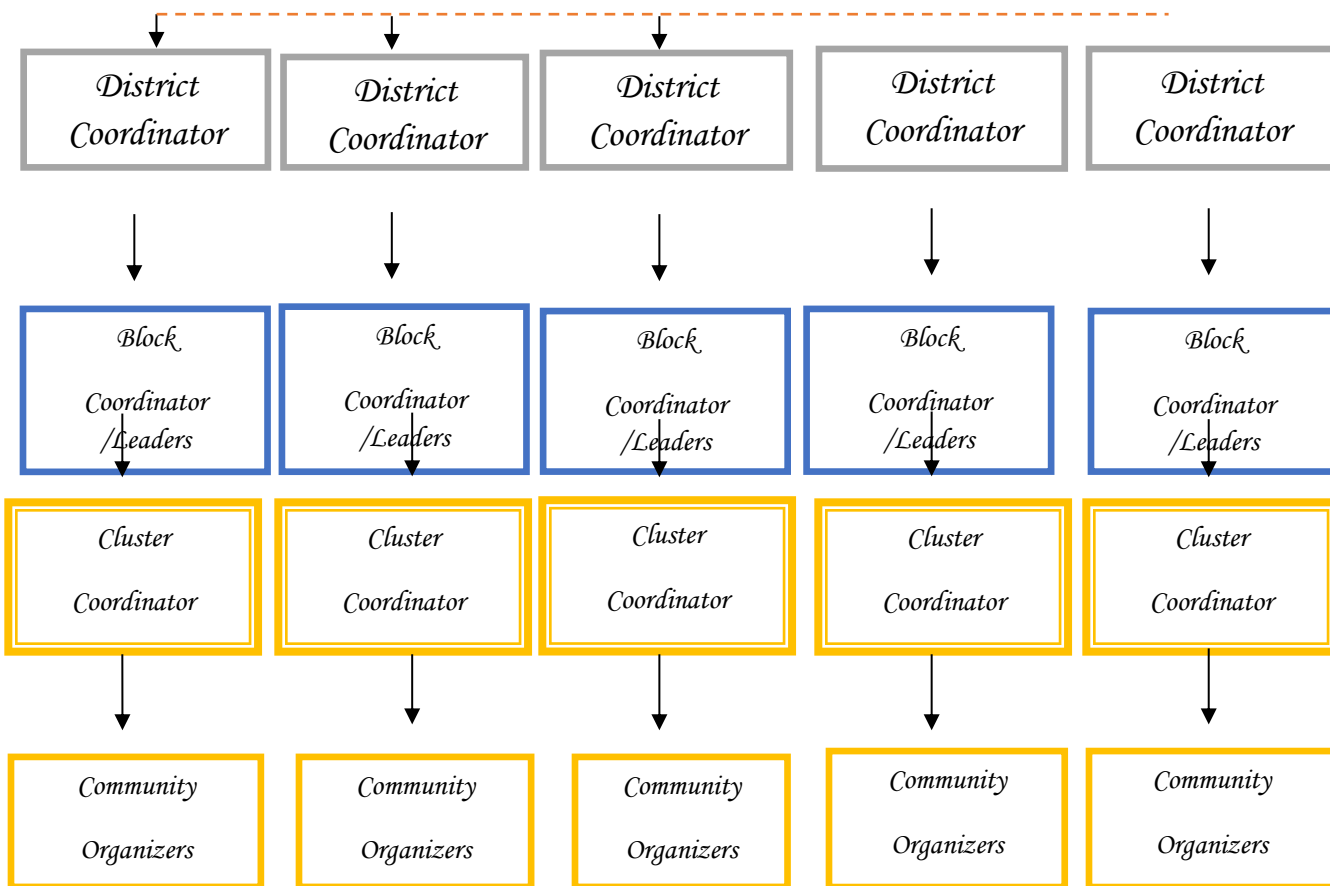 District
Coordinator
District
Coordinator
District
Coordinator
District
Coordinator
District
Coordinator
Block
Coordinator
/Leaders
Block
Coordinator
/Leaders
Block
Coordinator
/Leaders
Block
Coordinator
/Leaders
Block
Coordinator
/Leaders
Cluster
Coordinator
Cluster
Coordinator
Cluster
Coordinator
Cluster
Coordinator
Cluster
Coordinator
Community
Organizers
Community
Organizers
Community
Organizers
Community
Organizers
Community
Organizers